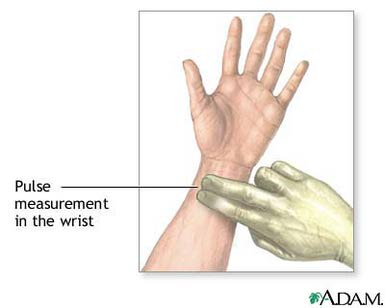 Pulse
measurement
in the wrist
A.D.A.M.